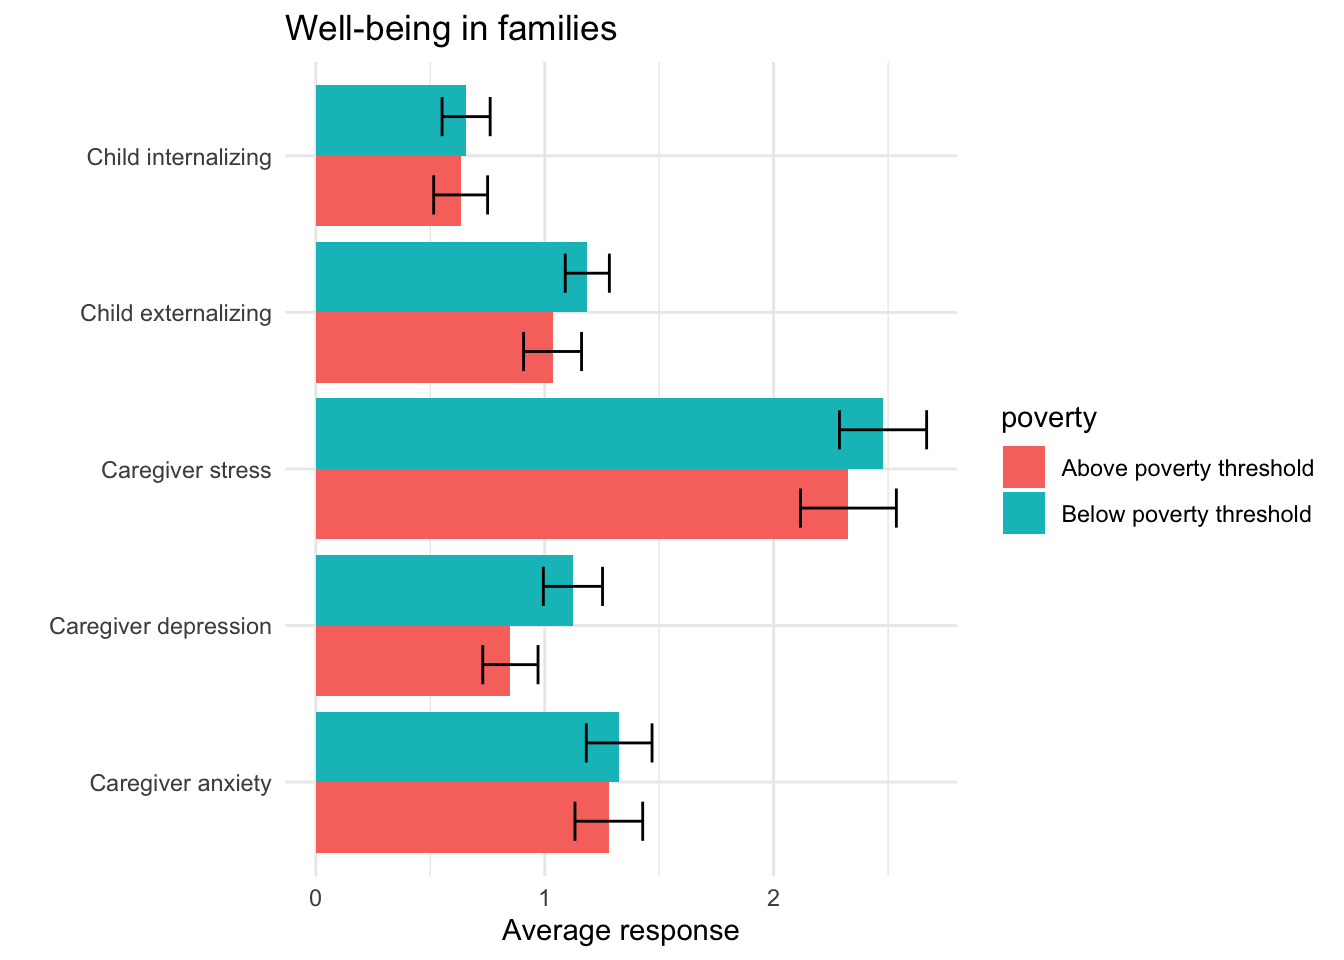 Well-being in families
Child internalizing
Child externalizing
Caregiver stress
Caregiver depression
Caregiver anxiety
0 1 2
Average response
poverty
Above poverty threshold
Below poverty threshold